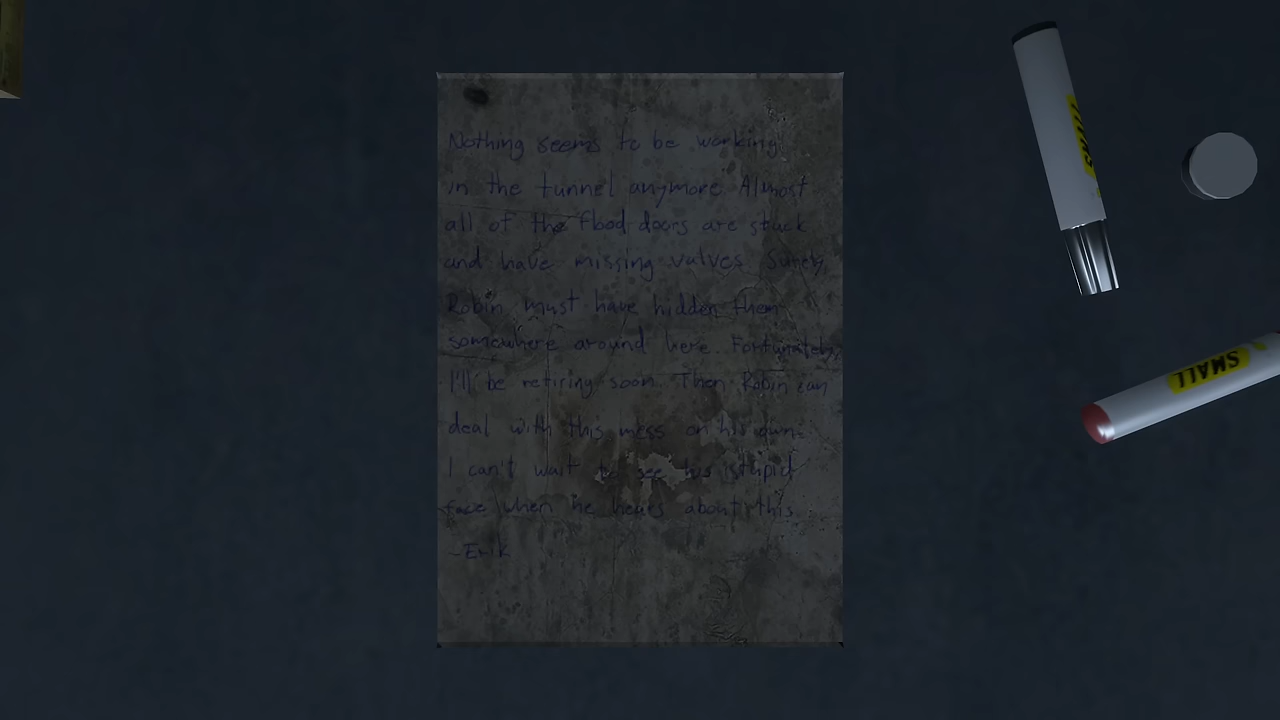 Nothing seems to be working
in the tunnel anymore. Almost
all of the flood doors are stuck
and have missing valves. Surely,
Robin must have hidden them
somewhere around here. Fortunately,
I'll be retiring soon. Then Robin can
deal with this mess on his own.
I can't wait to see his stupid
face when he hears about this.
-Erik
SMALL